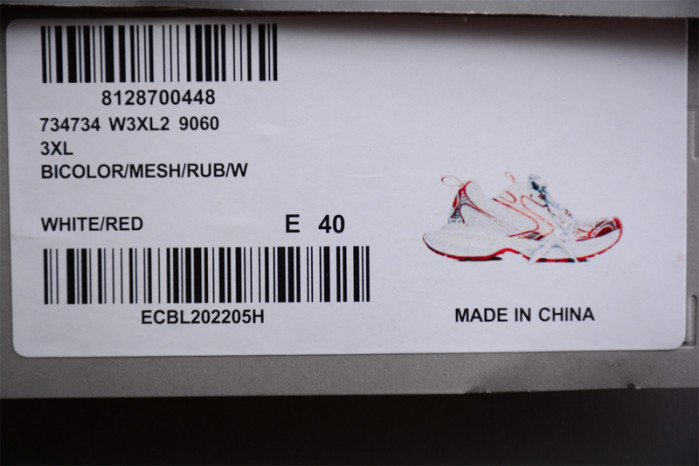 8128700448
734734 W3XL2 9060
3XL
BICOLOR/MESH/RUB/W
WHITE/RED E 40
ECBL202205H
MADE IN CHINA